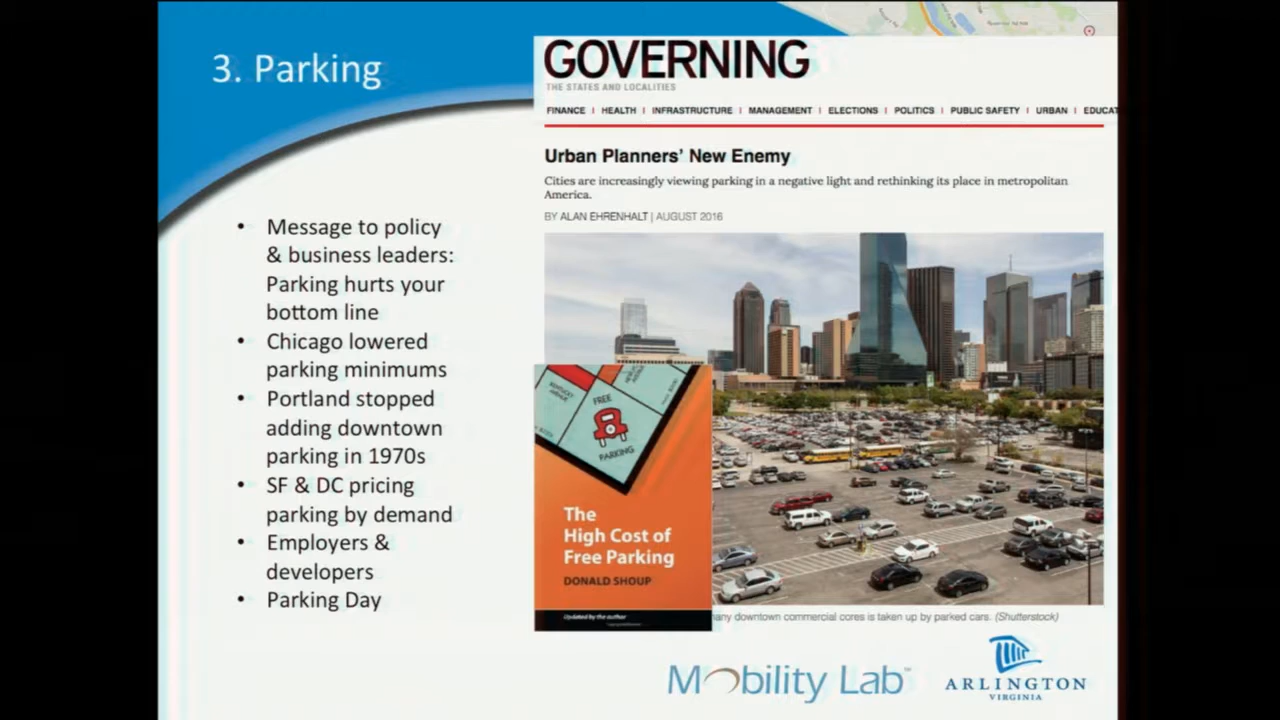 3. Parking
• Message to policy
& business leaders:
Parking hurts your
bottom line
• Chicago lowered
parking minimums
• Portland stopped
adding downtown
parking in 1970s
• SF & DC pricing
parking by demand
• Employers &
developers
• Parking Day
GOVERNING
THE STATES AND LOCALITIES
FINANCE | HEALTH | INFRASTRUCTURE | MANAGEMENT | ELECTIONS | POLITICS | PUBLIC SAFETY | URBAN | EDUCAT
Urban Planners' New Enemy
Cities are increasingly viewing parking in a negative light and rethinking its place in metropolitan
America.
BY ALAN EHRENHALT | AUGUST 2016
KENTUCKY
AVENUE
FREE
PARKING
The
High Cost of
Free Parking
DONALD SHOUP
Updated by the author
any downtown commercial cores is taken up by parked cars. (Shutterstock)
Mobility Lab™
ARLINGTON
VIRGINIA